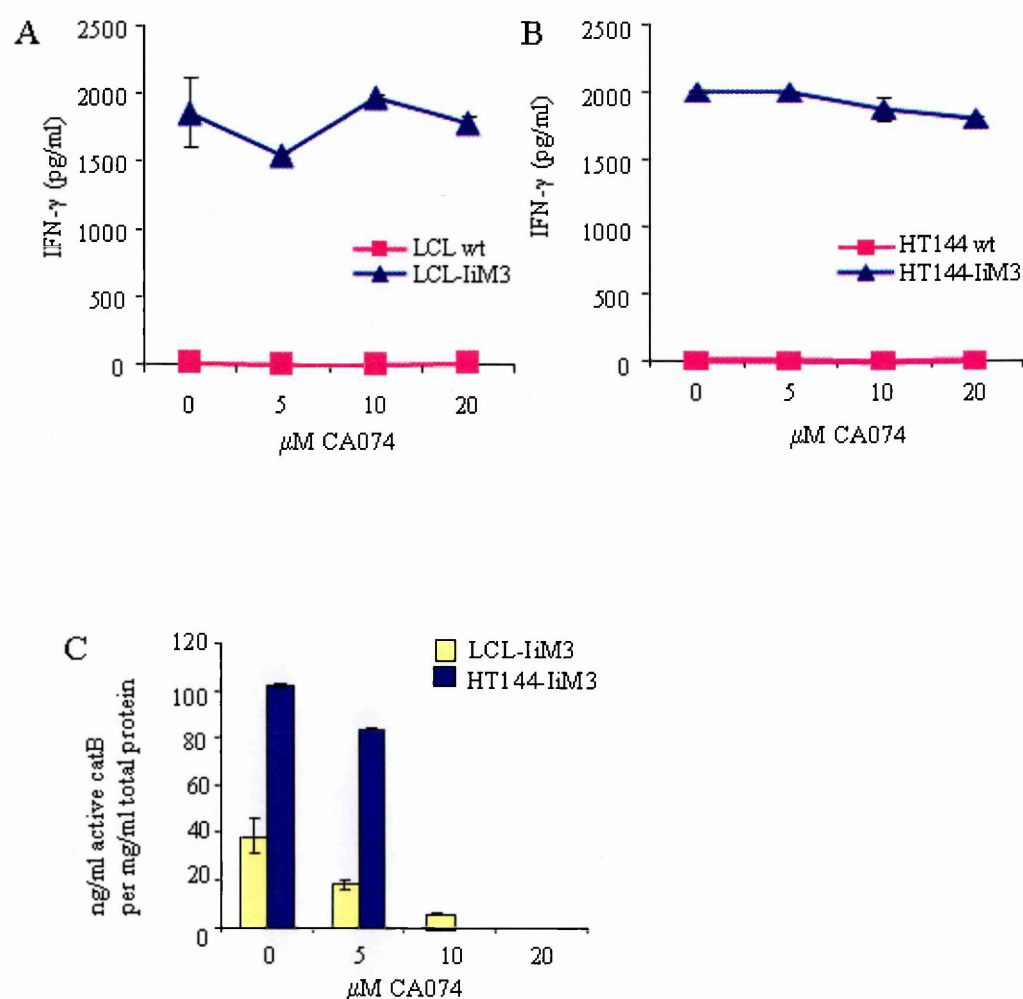 A
2500
2000
1500
1000
500
0
IFN-γ (pg/ml)
LCL wt
LCL-IiM3
0 5 10 20
μM CA074
B
2500
2000
1500
1000
500
0
IFN-γ (pg/ml)
HT144 wt
HT144-IiM3
0 5 10 20
μM CA074
C
120
100
80
60
40
20
0
ng/ml active catB
per mg/ml total protein
LCL-IiM3
HT144-IiM3
0 5 10 20
μM CA074